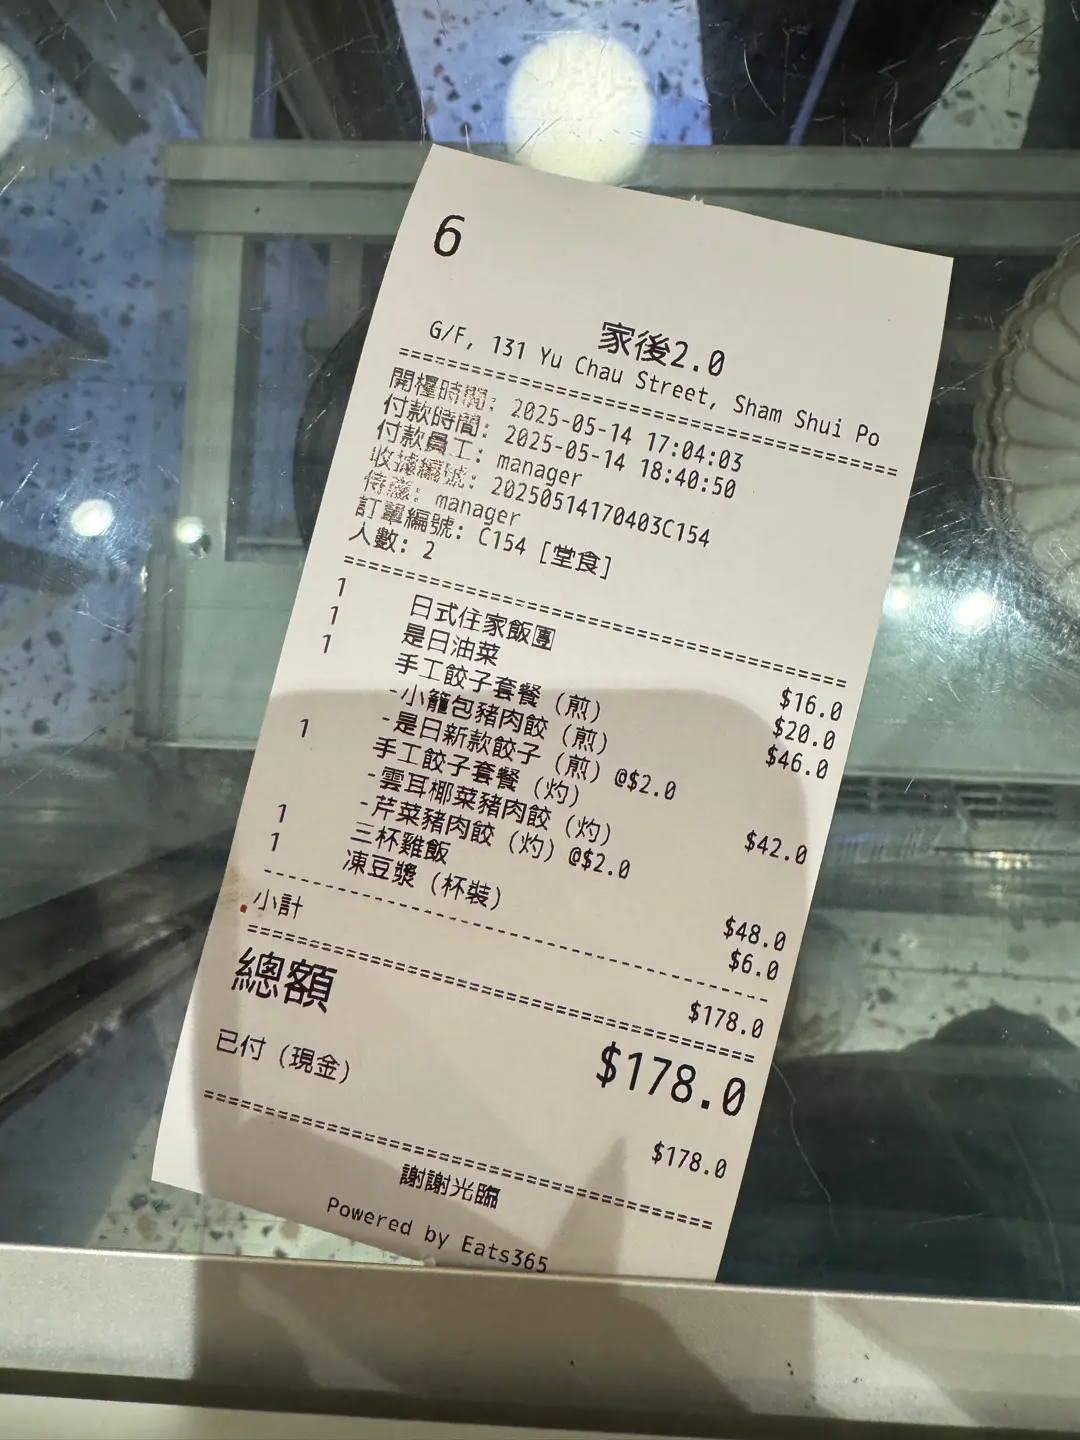 6
家後2.0
G/F, 131 Yu Chau Street, Sham Shui Po
開檯時間: 2025-05-14 17:04:03
付款時間: 2025-05-14 18:40:50
付款員工: manager
收據編號: 20250514170403C154
侍應: manager
訂單編號: C154 [堂食]
人數: 2
1 日式住家飯團 $16.0
1 是日油菜 $20.0
1 手工餃子套餐 (煎) $46.0
-小籠包豬肉餃 (煎)
-是日新款餃子 (煎) @$2.0
1 手工餃子套餐 (灼) $42.0
-雲耳椰菜豬肉餃 (灼)
-芹菜豬肉餃 (灼) @$2.0
1 三杯雞飯 $48.0
1 凍豆漿 (杯裝) $6.0
小計 $178.0
總額 $178.0
已付 (現金) $178.0
謝謝光臨
Powered by Eats365